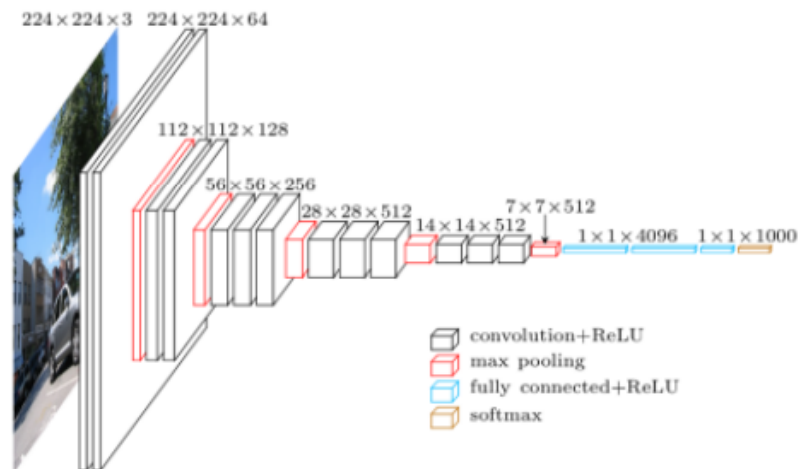 224×224×3
224×224×64
112×112×128
56×56×256
28×28×512
14×14×512
7×7×512
1×1×4096
1×1×1000
convolution+ReLU
max pooling
fully connected+ReLU
softmax